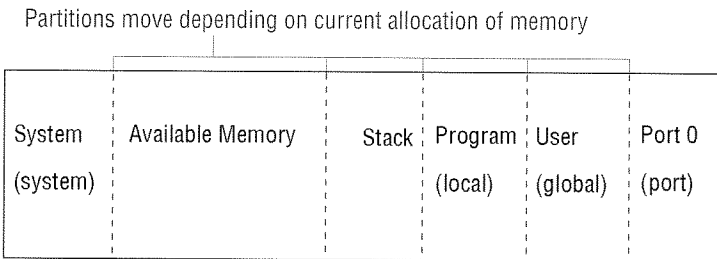 Partitions move depending on current allocation of memory
System Available Memory Stack Program User Port 0
(system) (local) (global) (port)